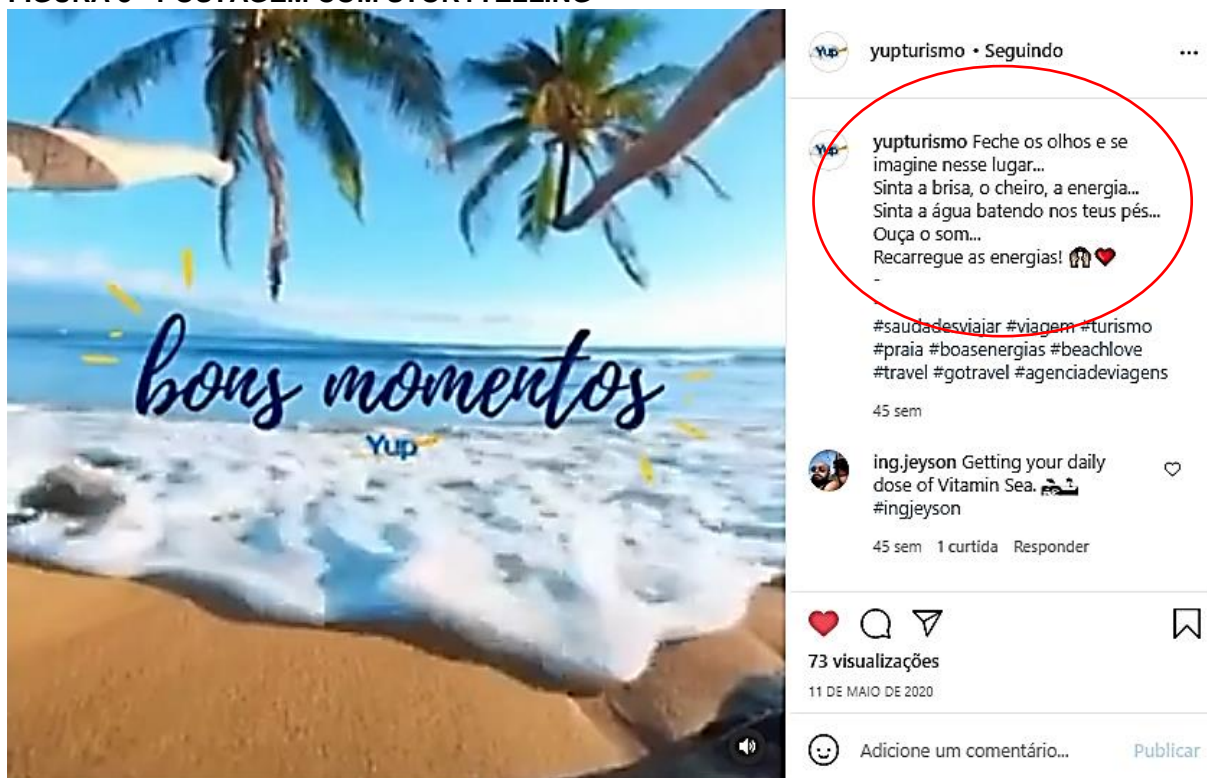 bons momentos
Yup
Yup
yupturismo • Seguindo
...
Yup
yupturismo Feche os olhos e se
imagine nesse lugar...
Sinta a brisa, o cheiro, a energia...
Sinta a água batendo nos teus pés...
Ouça o som...
Recarregue as energias! 🙌❤️
-
-
#saudadesviajar #viagem #turismo
#praia #boasenergias #beachlove
#travel #gotravel #agenciadeviagens
45 sem
ing.jeyson Getting your daily
dose of Vitamin Sea. 🏊
#ingjeyson
45 sem 1 curtida Responder
73 visualizações
11 DE MAIO DE 2020
Adicione um comentário... Publicar